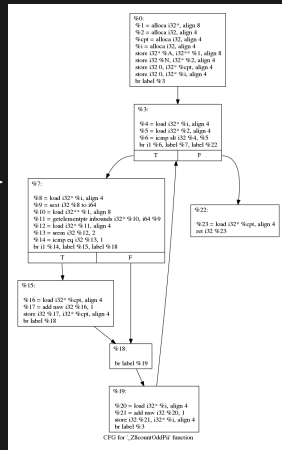 %0:
%1 = alloca i32*, align 8
%2 = alloca i32, align 4
%cpt = alloca i32, align 4
%i = alloca i32, align 4
store i32* %A, i32** %1, align 8
store i32 %N, i32* %2, align 4
store i32 0, i32* %cpt, align 4
store i32 0, i32* %i, align 4
br label %3
%3:
%4 = load i32* %i, align 4
%5 = load i32* %2, align 4
%6 = icmp slt i32 %4, %5
br i1 %6, label %7, label %22
T F
%7:
%8 = load i32* %i, align 4
%9 = sext i32 %8 to i64
%10 = load i32** %1, align 8
%11 = getelementptr inbounds i32* %10, i64 %9
%12 = load i32* %11, align 4
%13 = srem i32 %12, 2
%14 = icmp eq i32 %13, 1
br i1 %14, label %15, label %18
T F
%22:
%23 = load i32* %cpt, align 4
ret i32 %23
%15:
%16 = load i32* %cpt, align 4
%17 = add nsw i32 %16, 1
store i32 %17, i32* %cpt, align 4
br label %18
%18:
br label %19
%19:
%20 = load i32* %i, align 4
%21 = add nsw i32 %20, 1
store i32 %21, i32* %i, align 4
br label %3
CFG for '_Z8countOddPii' function